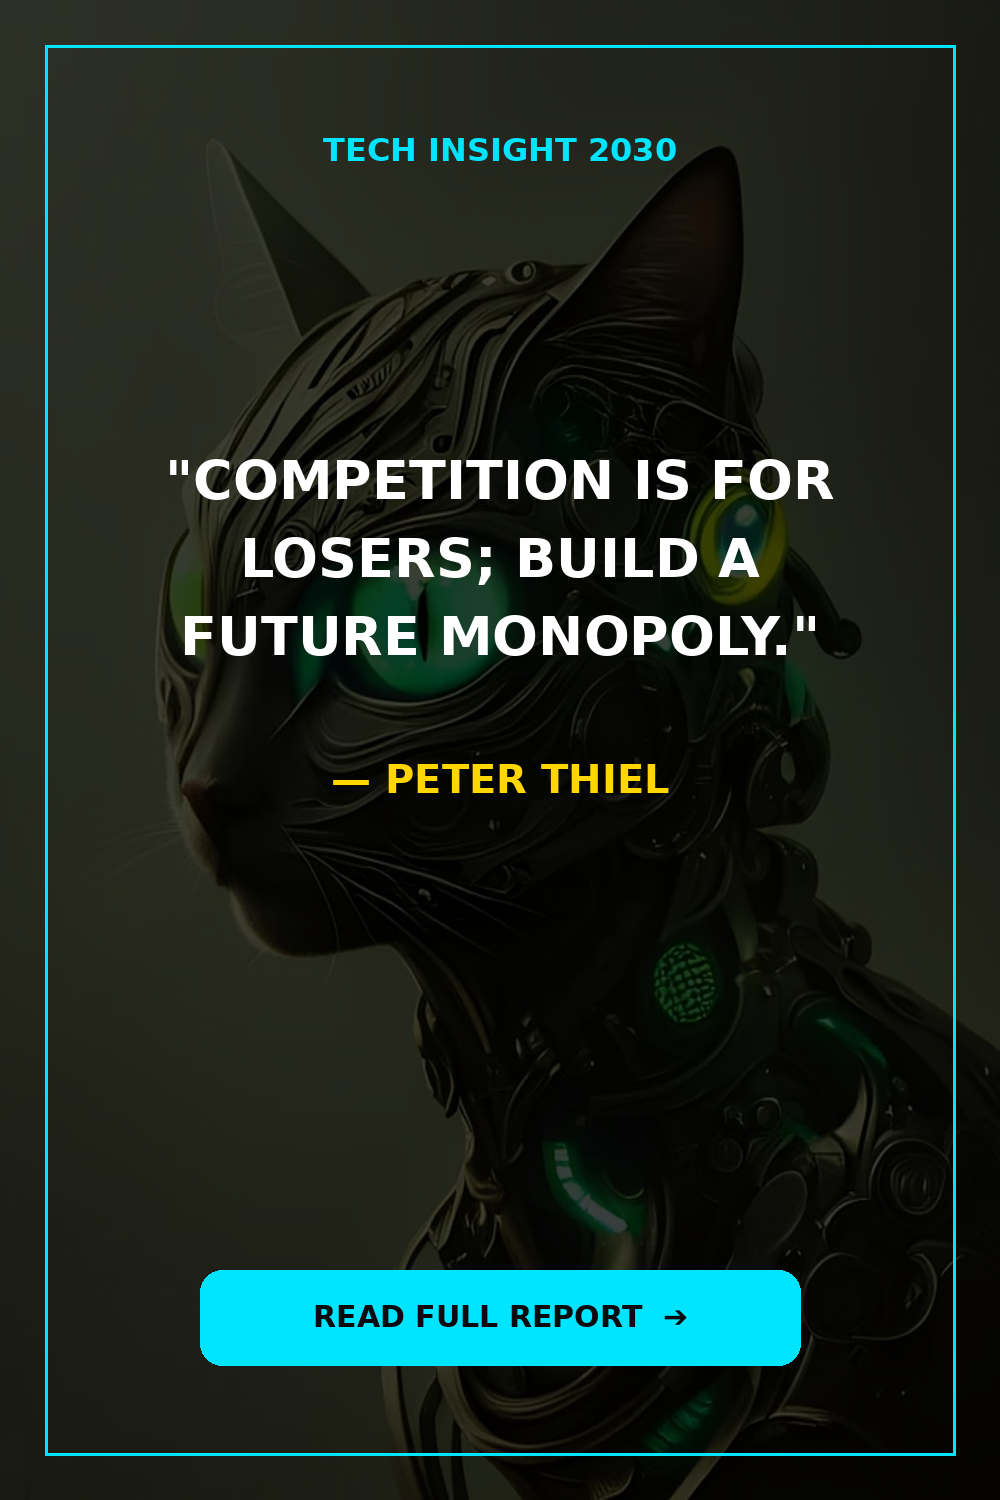 TECH INSIGHT 2030
"COMPETITION IS FOR
LOSERS; BUILD A
FUTURE MONOPOLY."
— PETER THIEL
READ FULL REPORT ➔